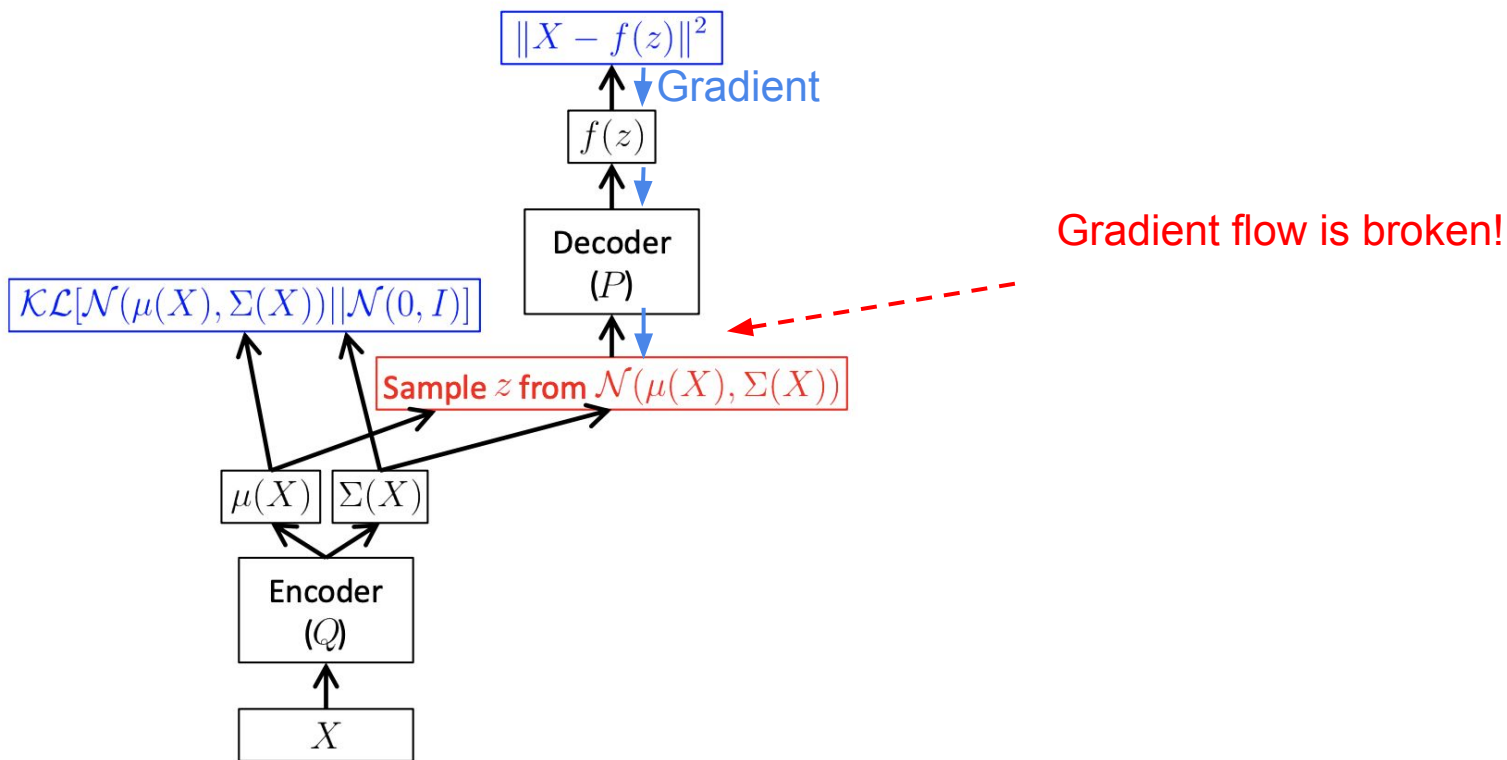 ‖X − f(z)‖²
Gradient
f(z)
Gradient flow is broken!
Decoder
(P)
𝒦ℒ[𝒩(μ(X), Σ(X))||𝒩(0, I)]
Sample z from 𝒩(μ(X), Σ(X))
μ(X) Σ(X)
Encoder
(Q)
X